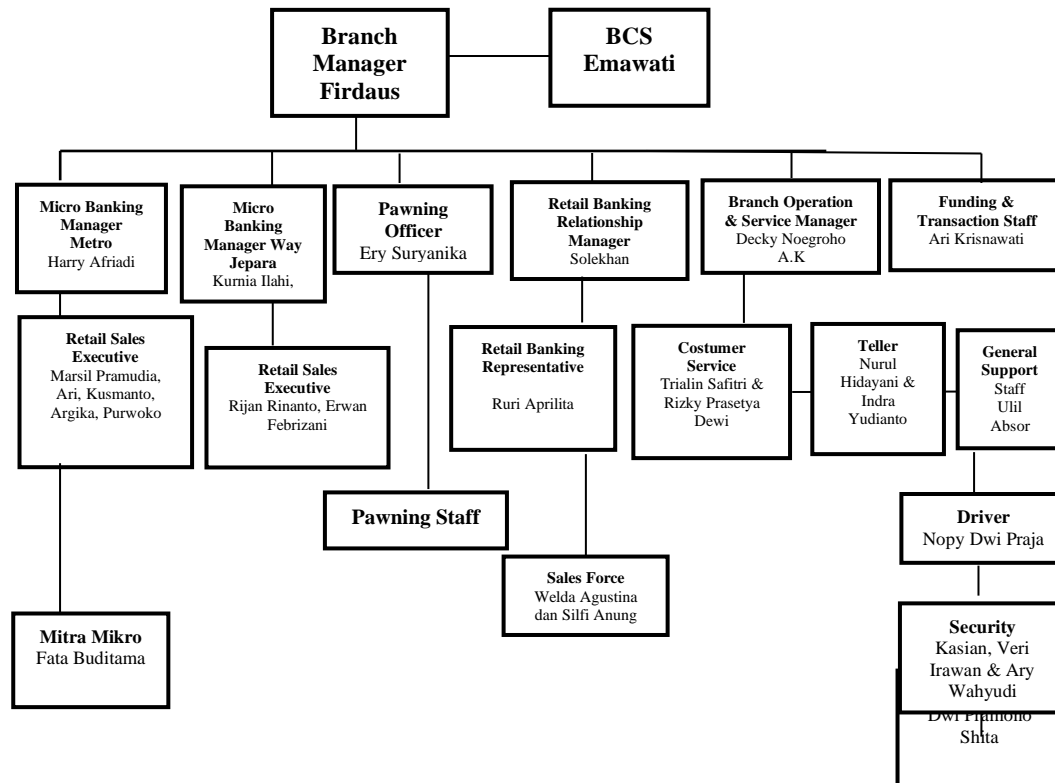 Branch
Manager
Firdaus
BCS
Emawati
Micro Banking
Manager
Metro
Harry Afriadi
Micro
Banking
Manager Way
Jepara
Kurnia Ilahi,
Pawning
Officer
Ery Suryanika
Retail Banking
Relationship
Manager
Solekhan
Branch Operation
& Service Manager
Decky Noegroho
A.K
Funding &
Transaction Staff
Ari Krisnawati
Retail Sales
Executive
Marsil Pramudia,
Ari, Kusmanto,
Argika, Purwoko
Retail Sales
Executive
Rijan Rinanto, Erwan
Febrizani
Retail Banking
Representative
Ruri Aprilita
Costumer
Service
Trialin Safitri &
Rizky Prasetya
Dewi
Teller
Nurul
Hidayani &
Indra
Yudianto
General
Support
Staff
Ulil
Absor
Pawning Staff
Driver
Nopy Dwi Praja
Sales Force
Welda Agustina
dan Silfi Anung
Mitra Mikro
Fata Buditama
Security
Kasian, Veri
Irawan & Ary
Wahyudi
Dwi Pramono
Shita